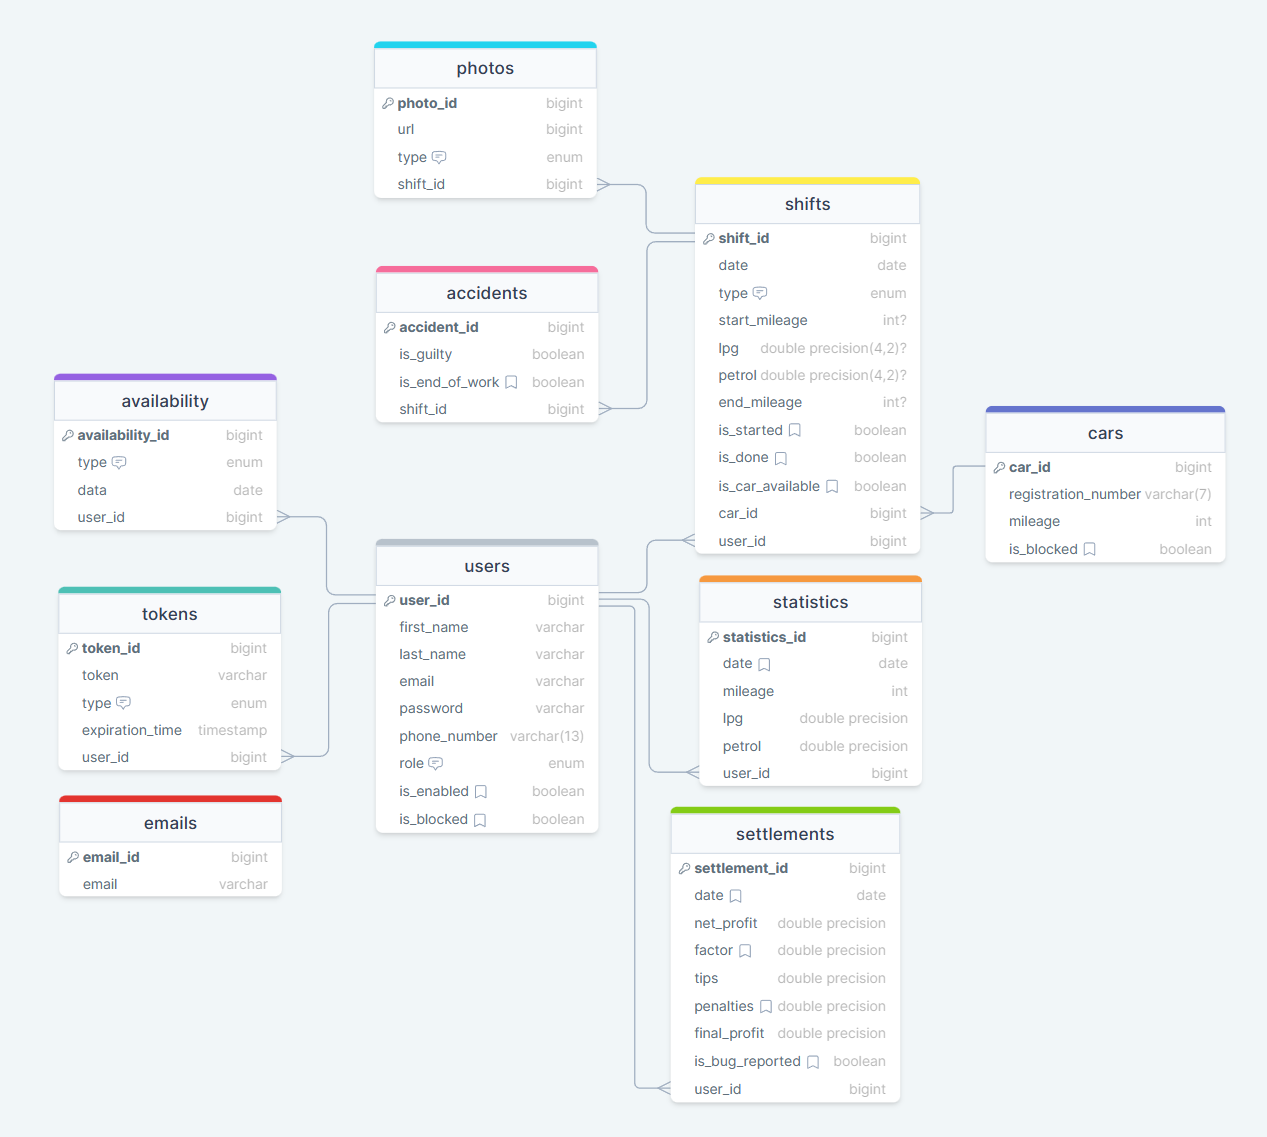 photos
photo_id bigint
url bigint
type enum
shift_id bigint
shifts
shift_id bigint
date date
type enum
start_mileage int?
lpg double precision(4,2)?
petrol double precision(4,2)?
end_mileage int?
is_started boolean
is_done boolean
is_car_available boolean
car_id bigint
user_id bigint
accidents
accident_id bigint
is_guilty boolean
is_end_of_work boolean
shift_id bigint
availability
availability_id bigint
type enum
data date
user_id bigint
cars
car_id bigint
registration_number varchar(7)
mileage int
is_blocked boolean
users
user_id bigint
first_name varchar
last_name varchar
email varchar
password varchar
phone_number varchar(13)
role enum
is_enabled boolean
is_blocked boolean
tokens
token_id bigint
token varchar
type enum
expiration_time timestamp
user_id bigint
statistics
statistics_id bigint
date date
mileage int
lpg double precision
petrol double precision
user_id bigint
emails
email_id bigint
email varchar
settlements
settlement_id bigint
date date
net_profit double precision
factor double precision
tips double precision
penalties double precision
final_profit double precision
is_bug_reported boolean
user_id bigint